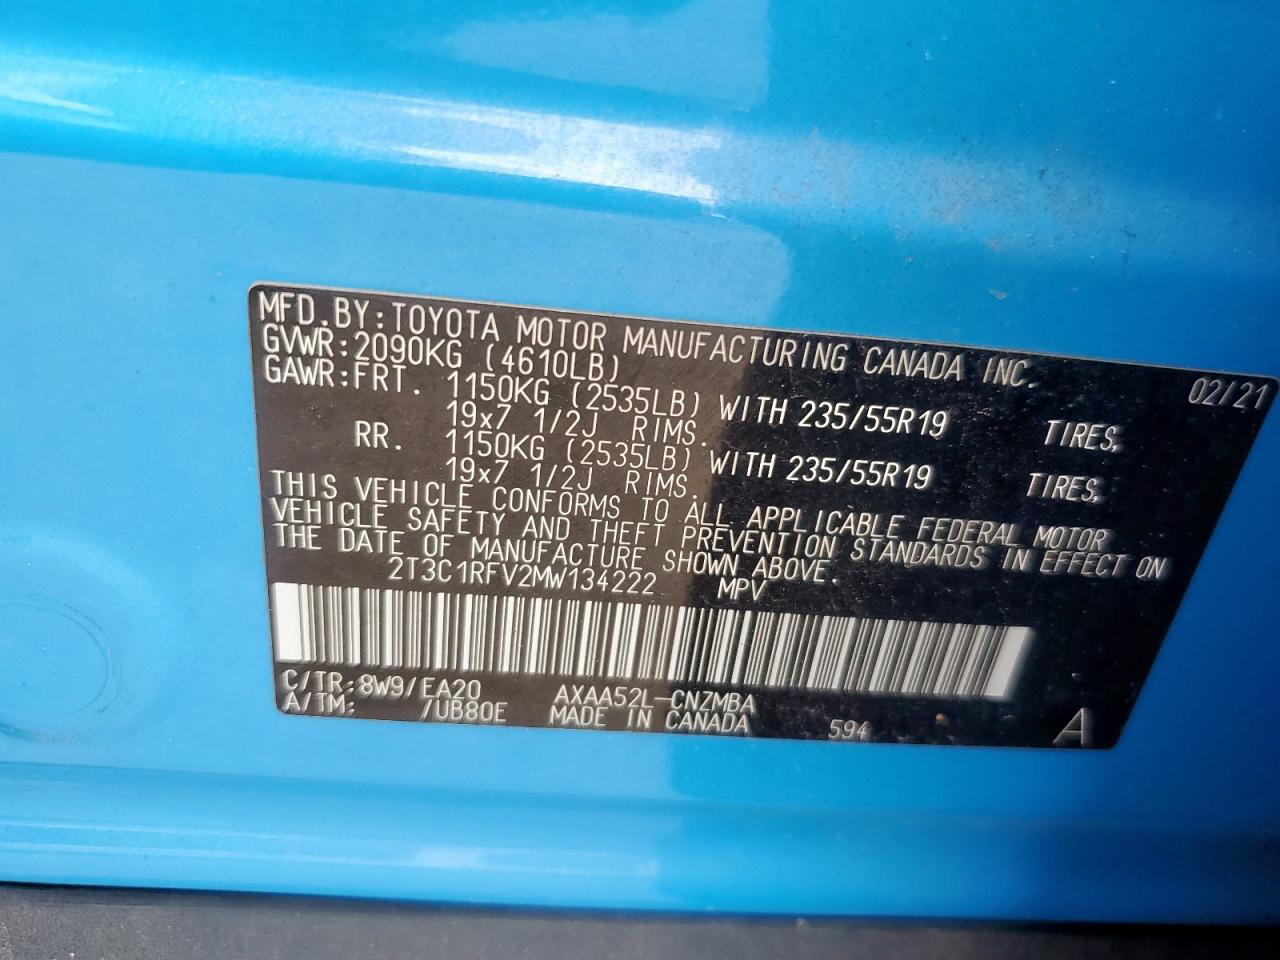 MFD.BY:TOYOTA MOTOR MANUFACTURING CANADA INC. 02/21
GVWR:2090KG (4610LB)
GAWR:FRT. 1150KG (2535LB) WITH 235/55R19 TIRES,
19x7 1/2J RIMS.
RR. 1150KG (2535LB) WITH 235/55R19 TIRES,
19x7 1/2J RIMS.
THIS VEHICLE CONFORMS TO ALL APPLICABLE FEDERAL MOTOR
VEHICLE SAFETY AND THEFT PREVENTION STANDARDS IN EFFECT ON
THE DATE OF MANUFACTURE SHOWN ABOVE.
2T3C1RFV2MW134222 MPV
C/TR:8W9/EA20 AXAA52L-CNZMBA
A/TM: /UB80E MADE IN CANADA 594 A